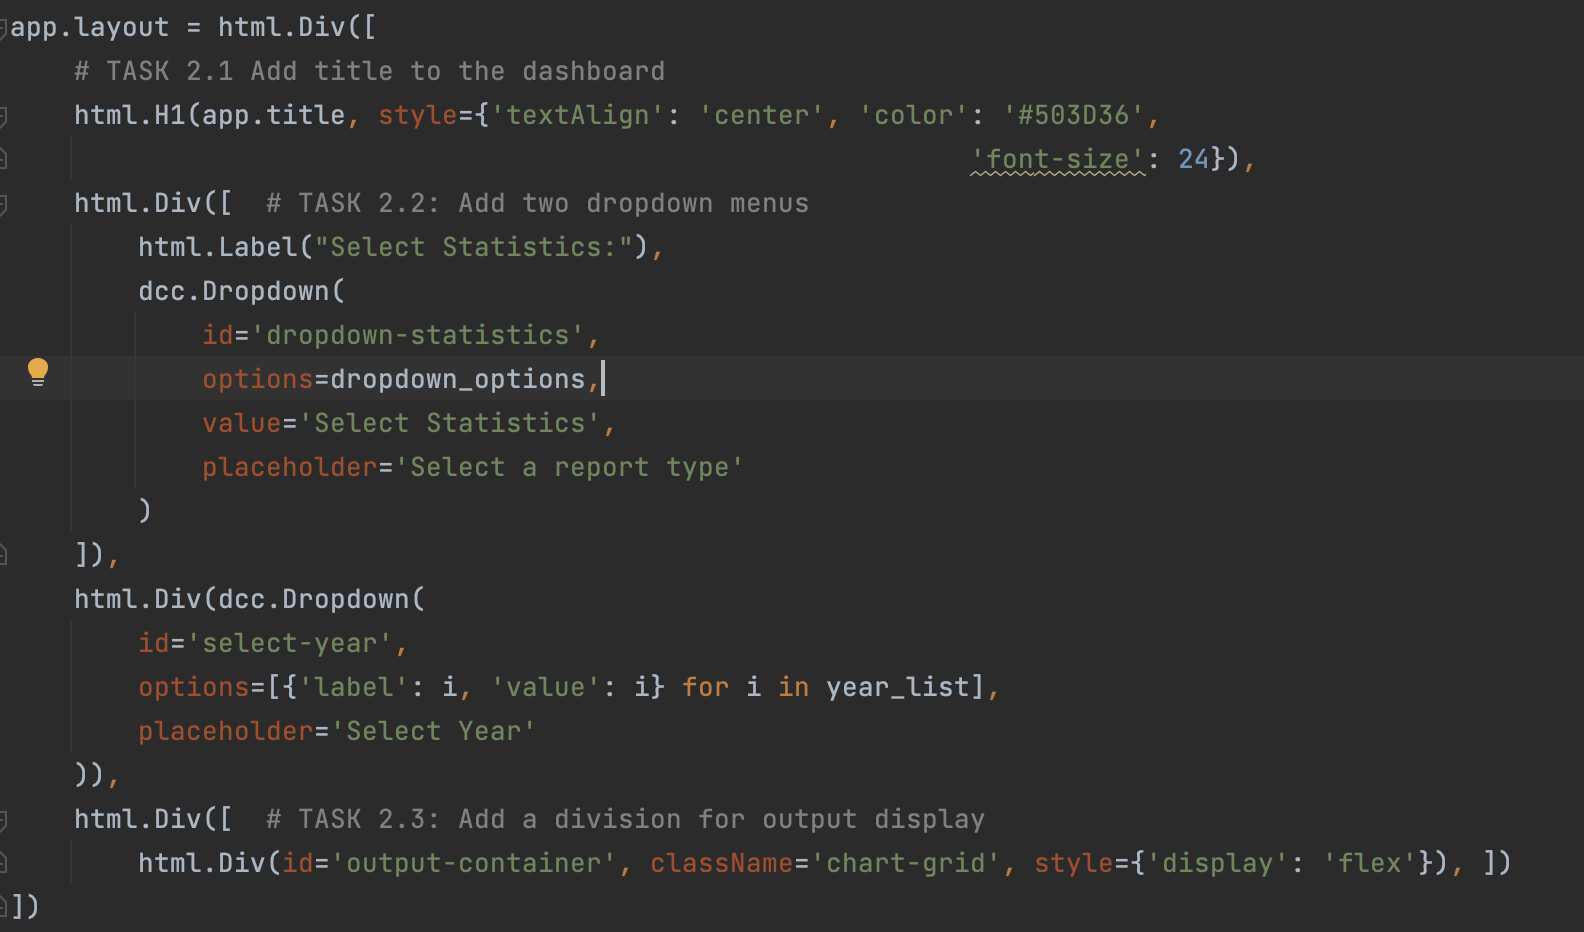 app.layout = html.Div([
    # TASK 2.1 Add title to the dashboard
    html.H1(app.title, style={'textAlign': 'center', 'color': '#503D36',
                                                        'font-size': 24}),
    html.Div([  # TASK 2.2: Add two dropdown menus
        html.Label("Select Statistics:"),
        dcc.Dropdown(
            id='dropdown-statistics',
            options=dropdown_options,
            value='Select Statistics',
            placeholder='Select a report type'
        )
    ]),
    html.Div(dcc.Dropdown(
        id='select-year',
        options=[{'label': i, 'value': i} for i in year_list],
        placeholder='Select Year'
    )),
    html.Div([  # TASK 2.3: Add a division for output display
        html.Div(id='output-container', className='chart-grid', style={'display': 'flex'}), ])
])